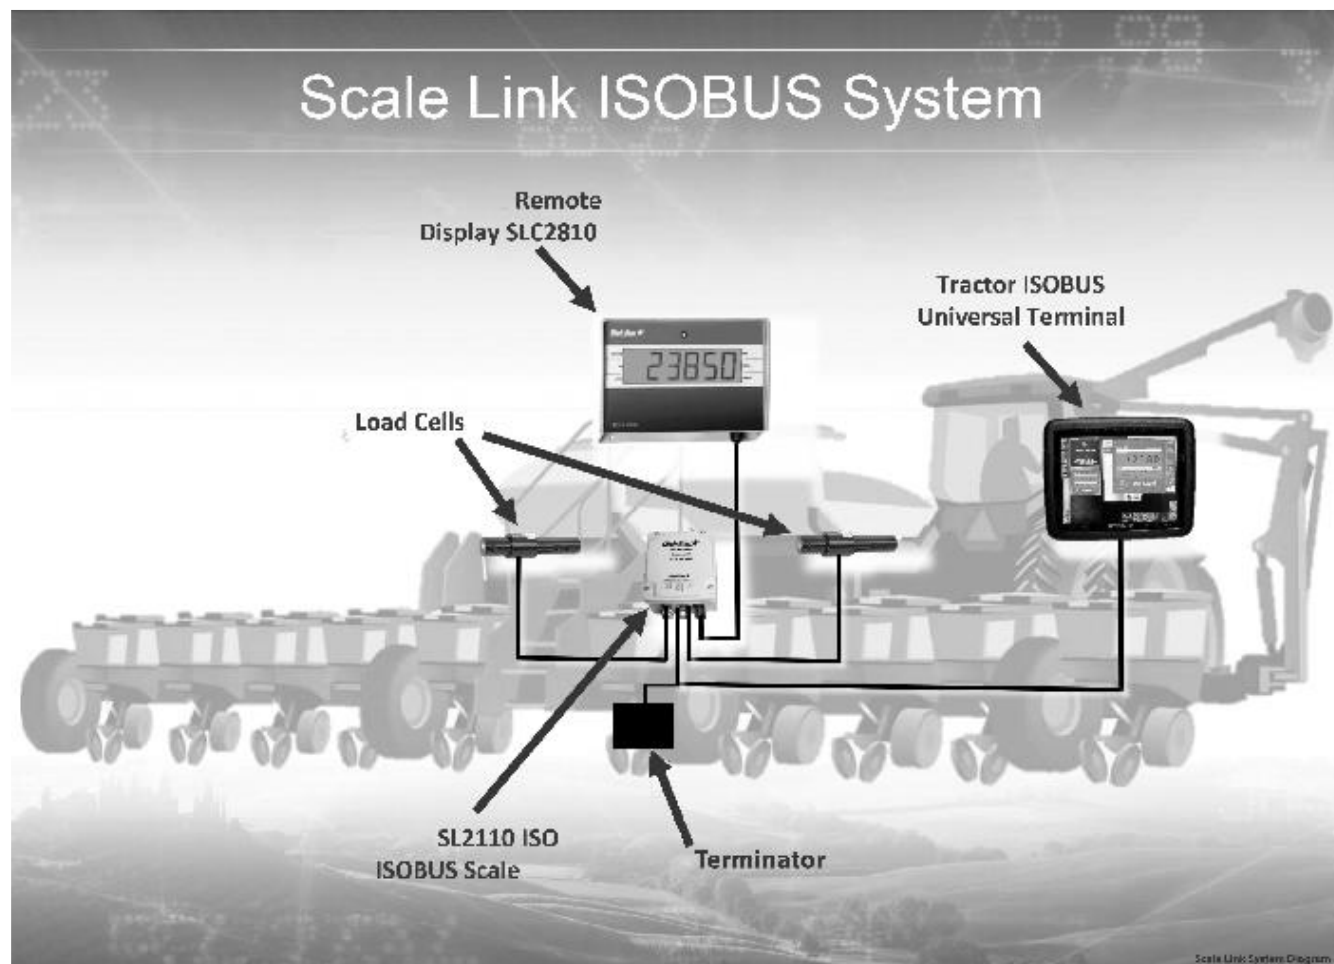 Scale Link ISOBUS System
Remote
Display SLC2810
Tractor ISOBUS
Universal Terminal
23850
Load Cells
SL2110 ISO
ISOBUS Scale
Terminator
Scale Link System Diagram